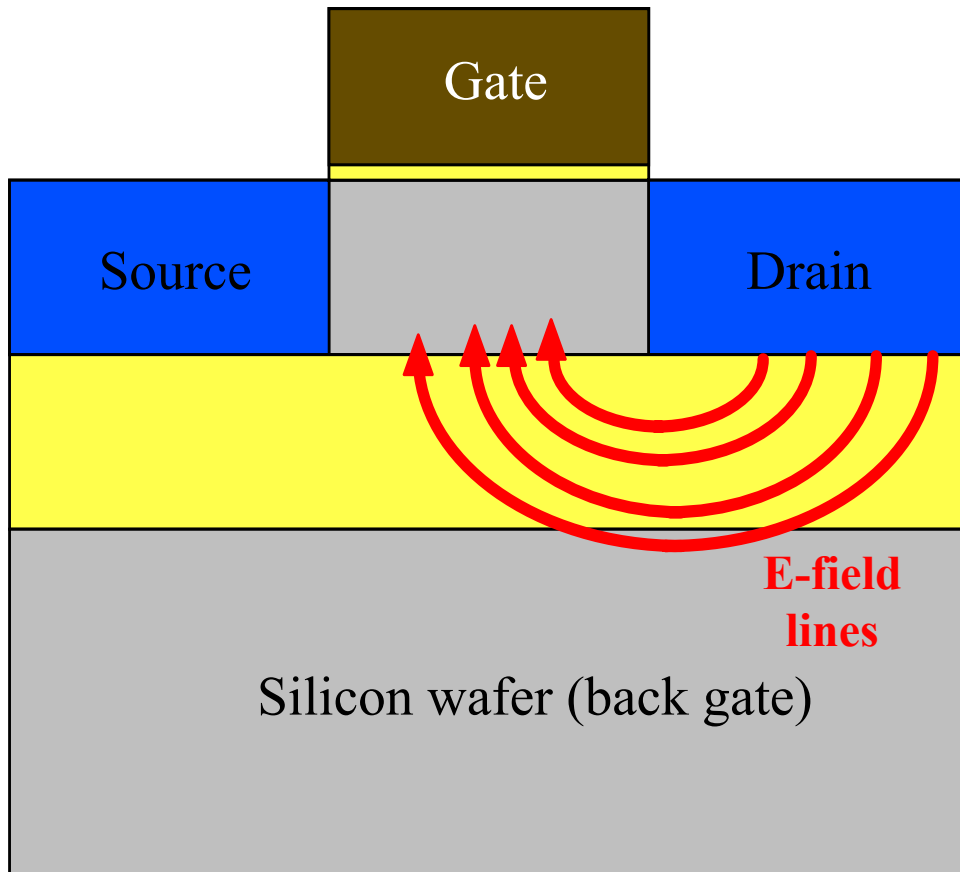 Gate
Source
Drain
E-field
lines
Silicon wafer (back gate)